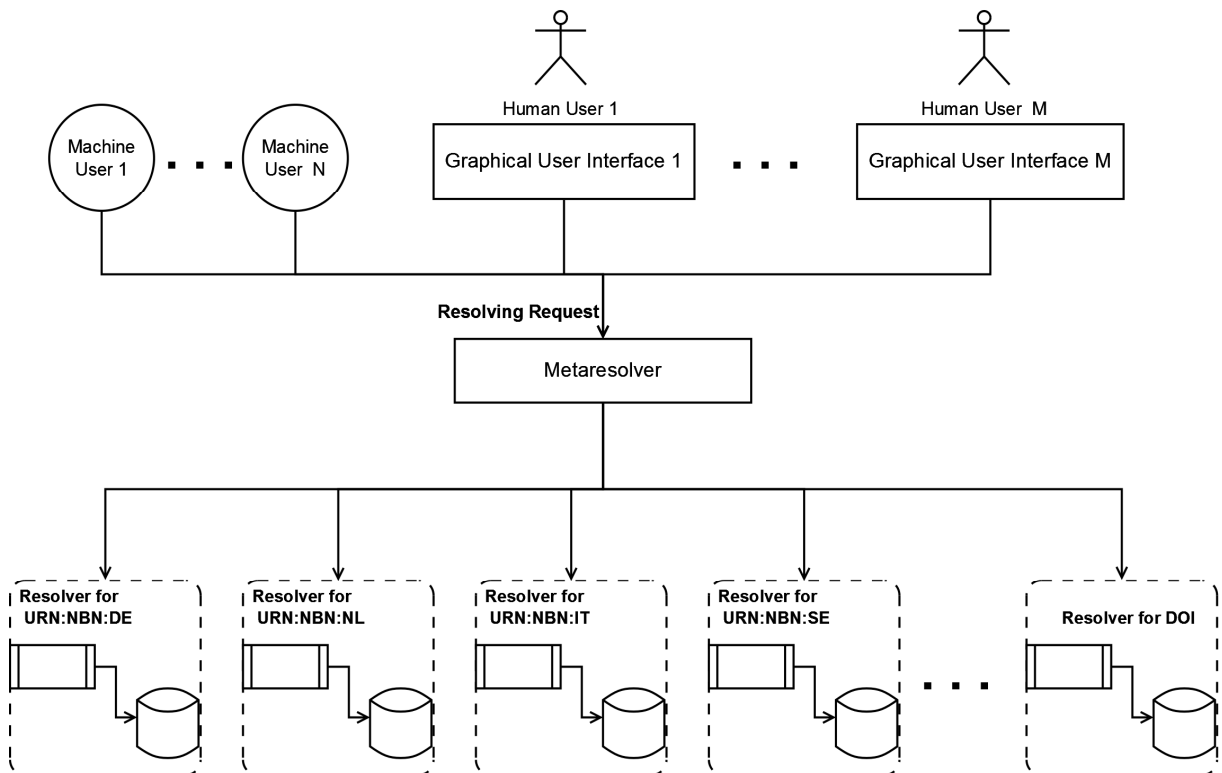 Human User 1
Human User M
Machine
User 1
Machine
User N
Graphical User Interface 1
Graphical User Interface M
Resolving Request
Metaresolver
Resolver for
URN:NBN:DE
Resolver for
URN:NBN:NL
Resolver for
URN:NBN:IT
Resolver for
URN:NBN:SE
Resolver for DOI